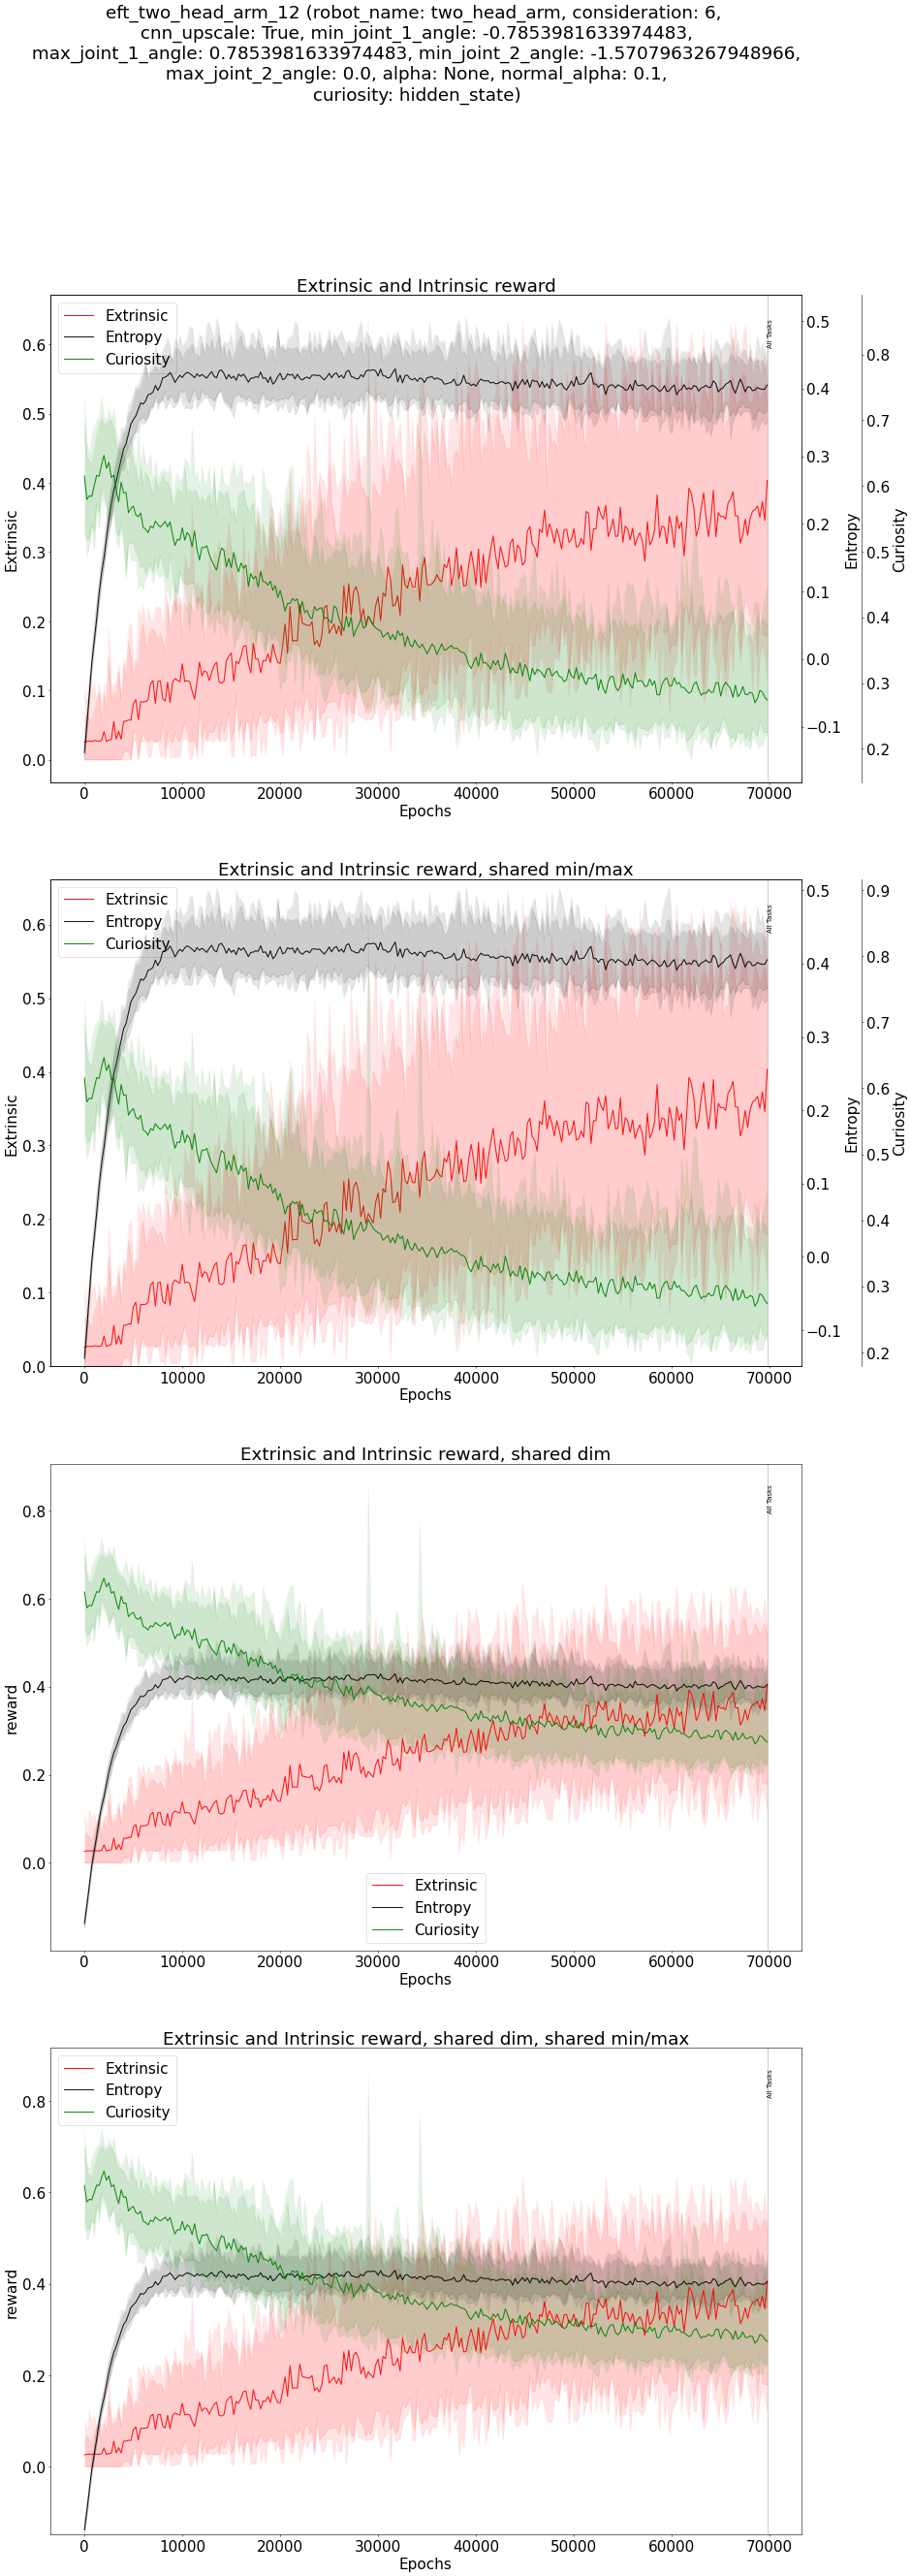 eft_two_head_arm_12 (robot_name: two_head_arm, consideration: 6,
cnn_upscale: True, min_joint_1_angle: -0.7853981633974483,
max_joint_1_angle: 0.7853981633974483, min_joint_2_angle: -1.5707963267948966,
max_joint_2_angle: 0.0, alpha: None, normal_alpha: 0.1,
curiosity: hidden_state)
Extrinsic and Intrinsic reward
Extrinsic
Entropy
Curiosity
All Tasks
0.6
0.5
0.4
0.3
0.2
0.1
0.0
Extrinsic
0.5
0.4
0.3
0.2
0.1
0.0
−0.1
Entropy
0.8
0.7
0.6
0.5
0.4
0.3
0.2
Curiosity
0 10000 20000 30000 40000 50000 60000 70000
Epochs
Extrinsic and Intrinsic reward, shared min/max
Extrinsic
Entropy
Curiosity
All Tasks
0.6
0.5
0.4
0.3
0.2
0.1
0.0
Extrinsic
0.5
0.4
0.3
0.2
0.1
0.0
−0.1
Entropy
0.9
0.8
0.7
0.6
0.5
0.4
0.3
0.2
Curiosity
0 10000 20000 30000 40000 50000 60000 70000
Epochs
Extrinsic and Intrinsic reward, shared dim
All Tasks
0.8
0.6
0.4
0.2
0.0
reward
Extrinsic
Entropy
Curiosity
0 10000 20000 30000 40000 50000 60000 70000
Epochs
Extrinsic and Intrinsic reward, shared dim, shared min/max
Extrinsic
Entropy
Curiosity
All Tasks
0.8
0.6
0.4
0.2
0.0
reward
0 10000 20000 30000 40000 50000 60000 70000
Epochs